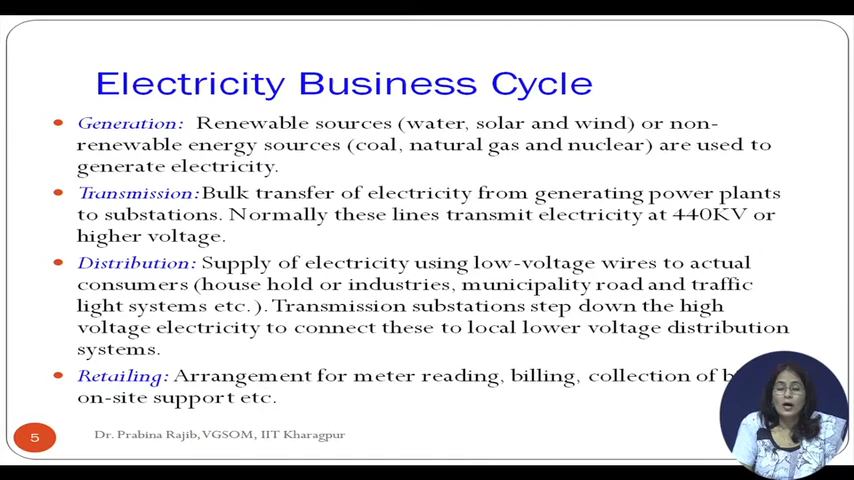 Electricity Business Cycle
• Generation: Renewable sources (water, solar and wind) or non-
renewable energy sources (coal, natural gas and nuclear) are used to
generate electricity.
• Transmission: Bulk transfer of electricity from generating power plants
to substations. Normally these lines transmit electricity at 440KV or
higher voltage.
• Distribution: Supply of electricity using low-voltage wires to actual
consumers (house hold or industries, municipality road and traffic
light systems etc.). Transmission substations step down the high
voltage electricity to connect these to local lower voltage distribution
systems.
• Retailing: Arrangement for meter reading, billing, collection of
on-site support etc.
5
Dr. Prabina Rajib, VGSOM, IIT Kharagpur